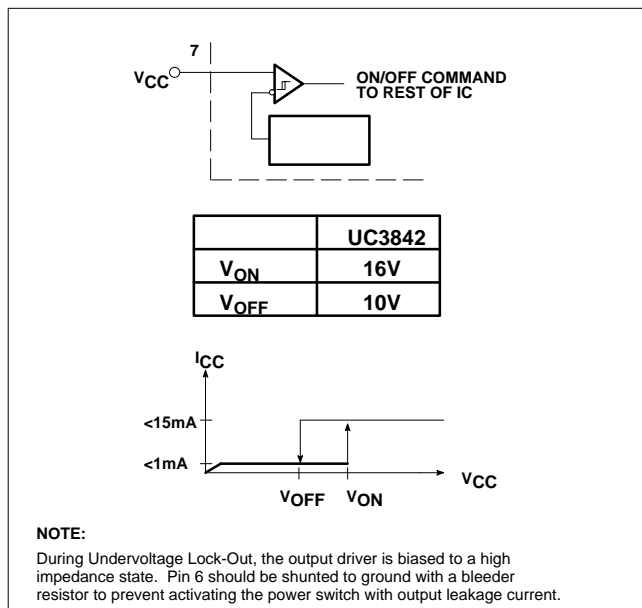 7
VCC
ON/OFF COMMAND
TO REST OF IC
UC3842
VON 16V
VOFF 10V
ICC
<15mA
<1mA
VCC
VOFF VON
NOTE:
During Undervoltage Lock-Out, the output driver is biased to a high
impedance state. Pin 6 should be shunted to ground with a bleeder
resistor to prevent activating the power switch with output leakage current.